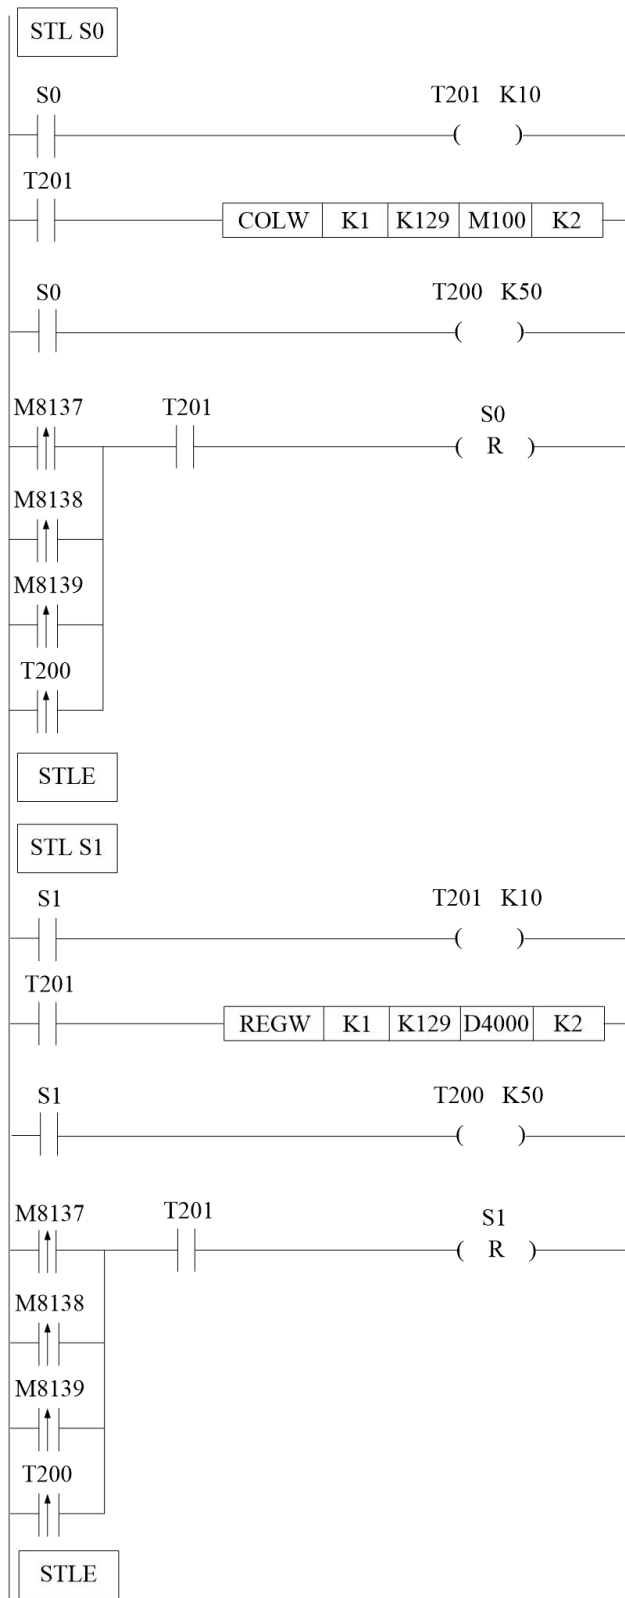 STL S0
S0 T201 K10
( )
T201
COLW K1 K129 M100 K2
S0 T200 K50
( )
M8137 T201 S0
( R )
M8138
M8139
T200
STLE
STL S1
S1 T201 K10
( )
T201
REGW K1 K129 D4000 K2
S1 T200 K50
( )
M8137 T201 S1
( R )
M8138
M8139
T200
STLE